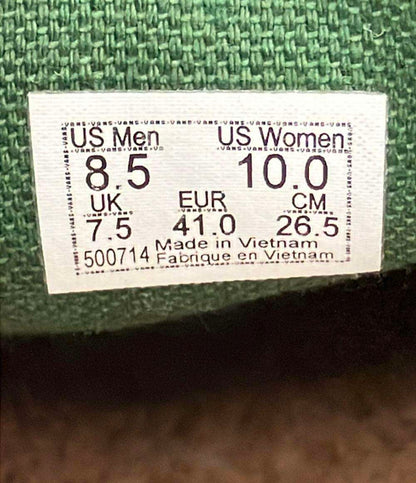 US Men US Women
8.5 10.0
UK EUR CM
7.5 41.0 26.5
500714 Made in Vietnam
Fabrique en Vietnam